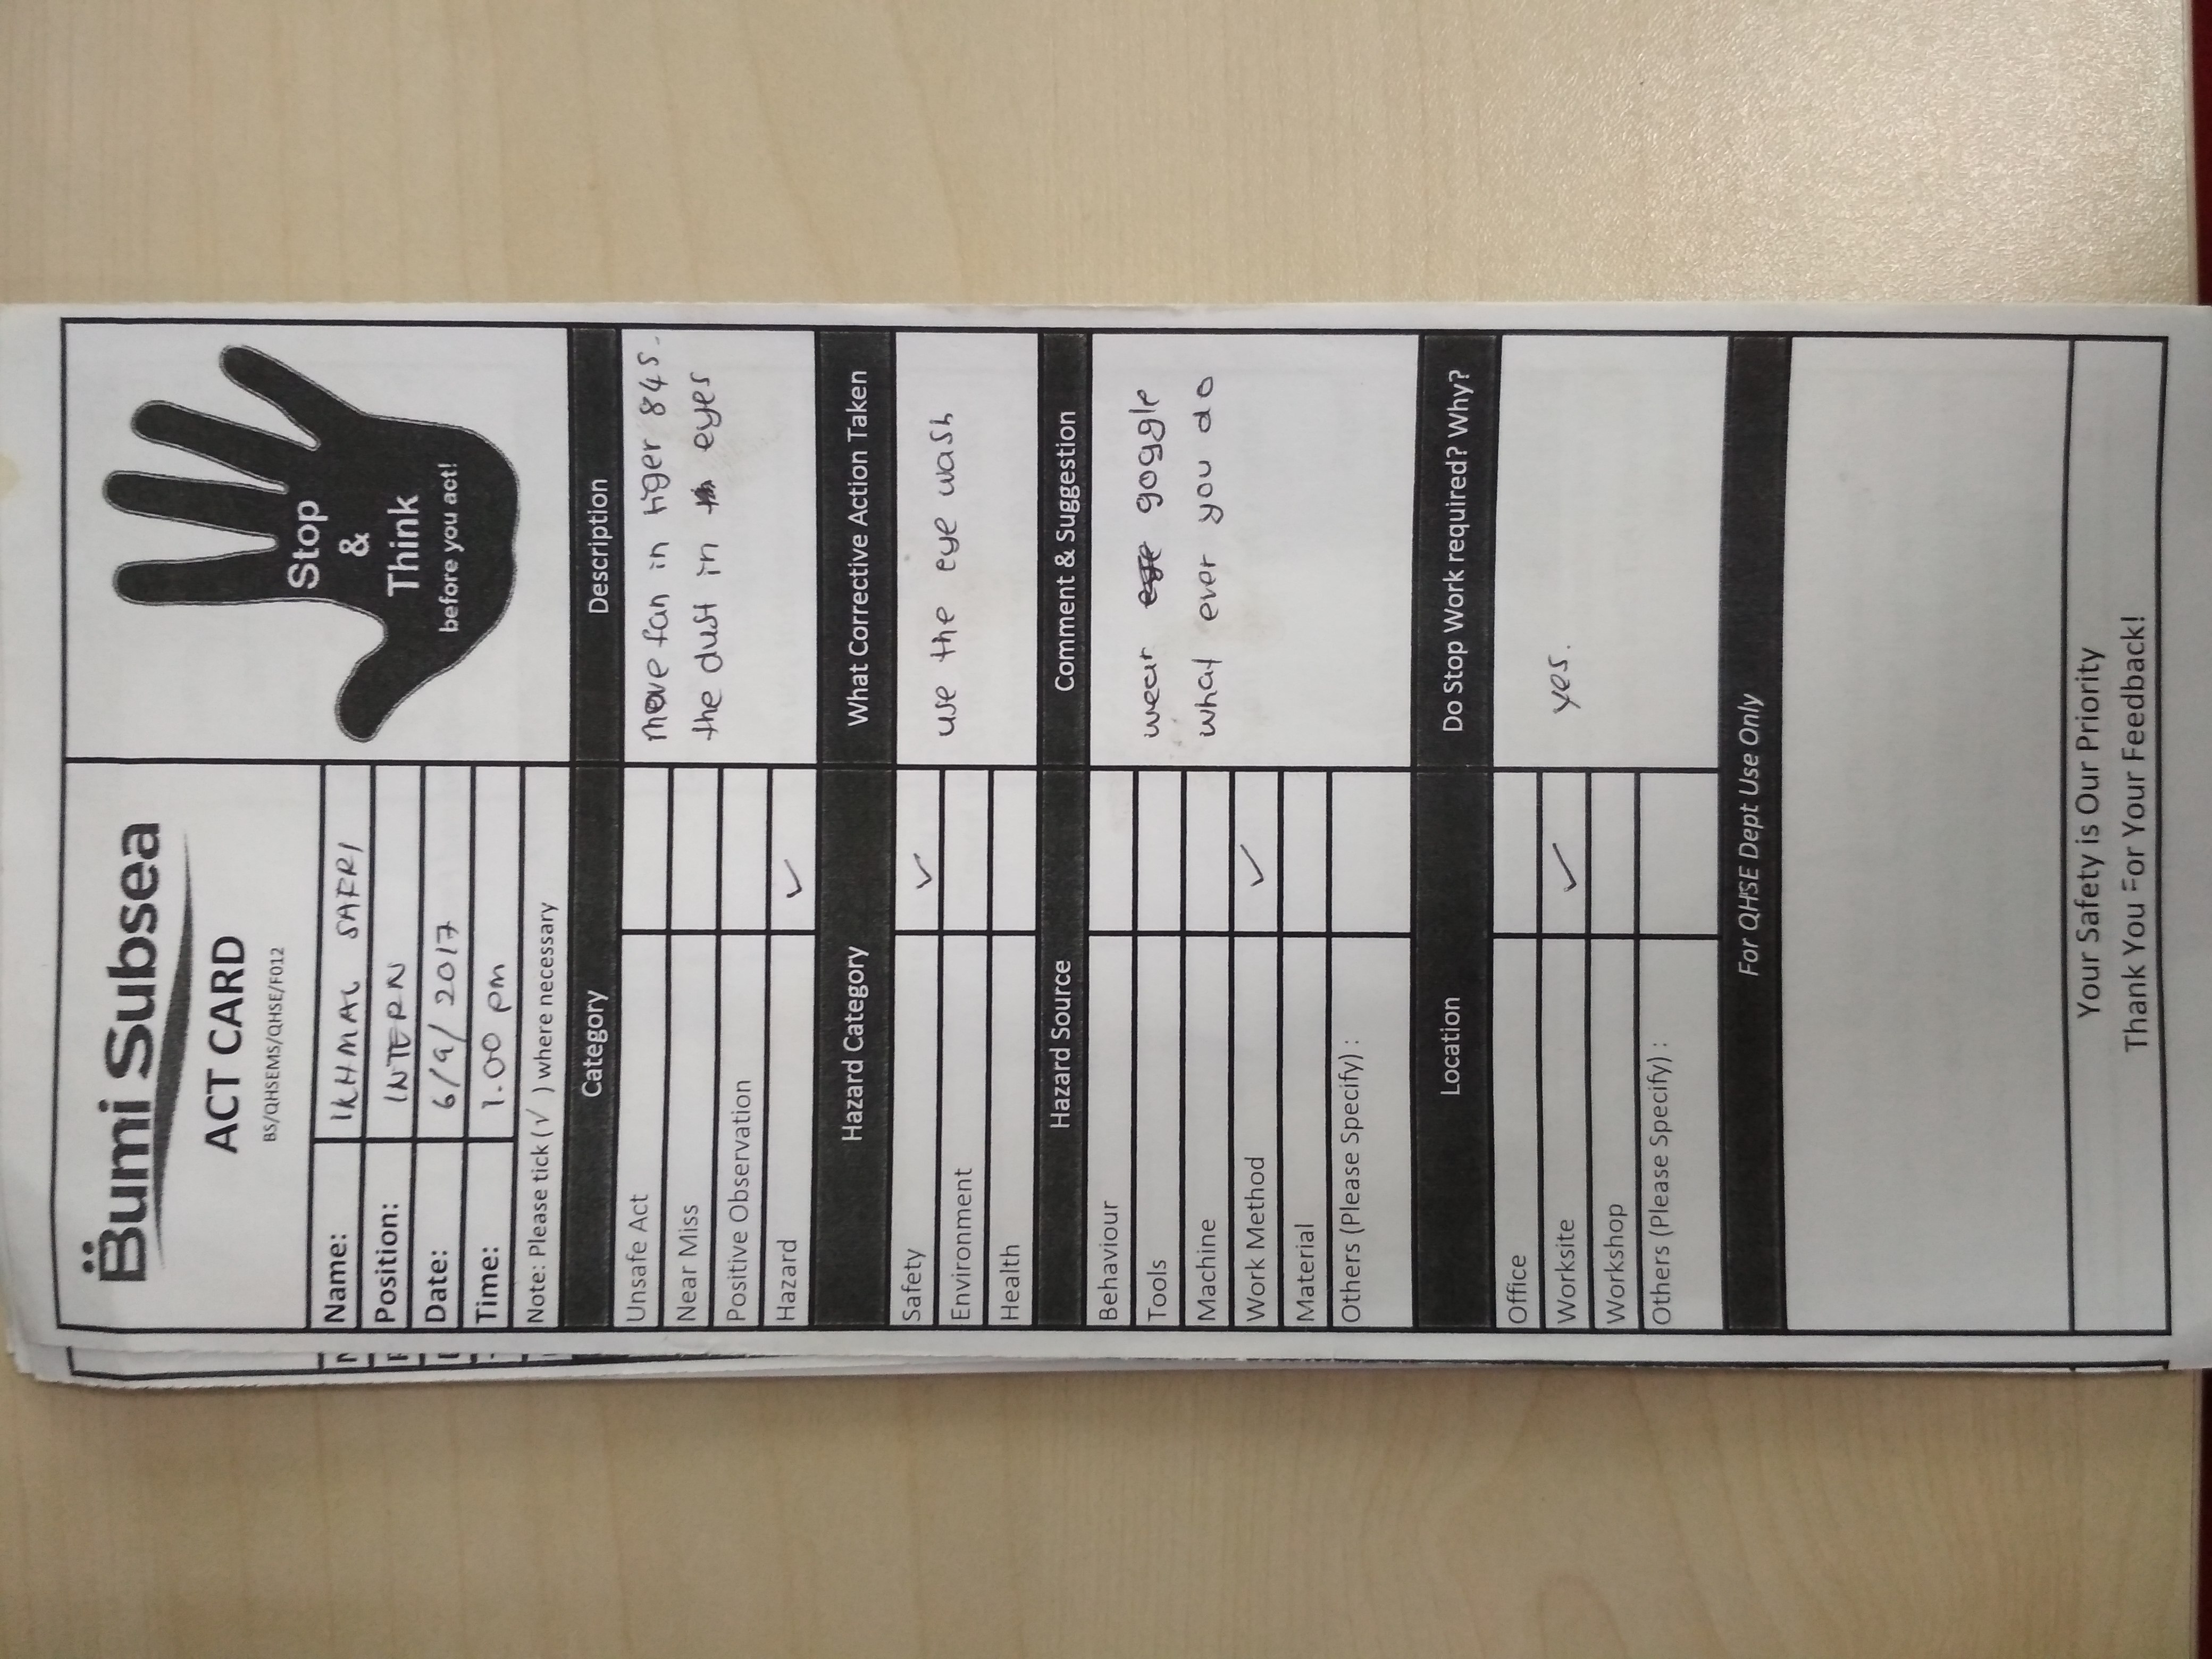 Bumi Subsea
ACT CARD
BS/QHSEMS/QHSE/F012
Stop
&
Think
before you act!
Name: IKHMAL SAFRI
Position: INTERN
Date: 6/9/2017
Time: 1.00 pm
Note: Please tick (√ ) where necessary
Category Description
Unsafe Act move fan in tiger 84s.
Near Miss the dust in eyes
Positive Observation
Hazard ✓
Hazard Category What Corrective Action Taken
Safety ✓
Environment use the eye wash
Health
Hazard Source Comment & Suggestion
Behaviour
Tools wear goggle
Machine what ever you do
Work Method ✓
Material
Others (Please Specify) :
Location Do Stop Work required? Why?
Office
Worksite ✓ yes.
Workshop
Others (Please Specify) :
For QHSE Dept Use Only
Your Safety is Our Priority
Thank You For Your Feedback!